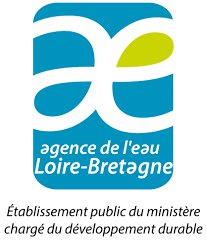 æ
agence de l'eau
Loire-Bretagne
Établissement public du ministère
chargé du développement durable